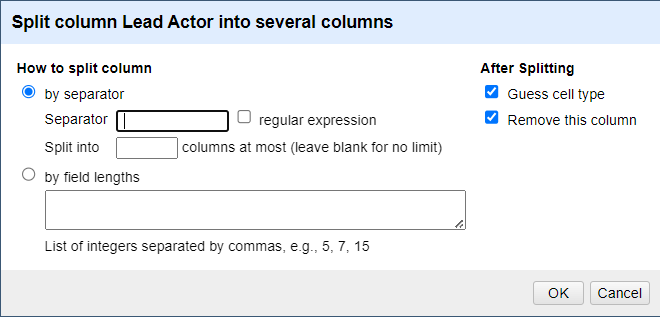 Split column Lead Actor into several columns
How to split column
by separator
Separator
regular expression
Split into columns at most (leave blank for no limit)
by field lengths
List of integers separated by commas, e.g., 5, 7, 15
After Splitting
Guess cell type
Remove this column
OK
Cancel